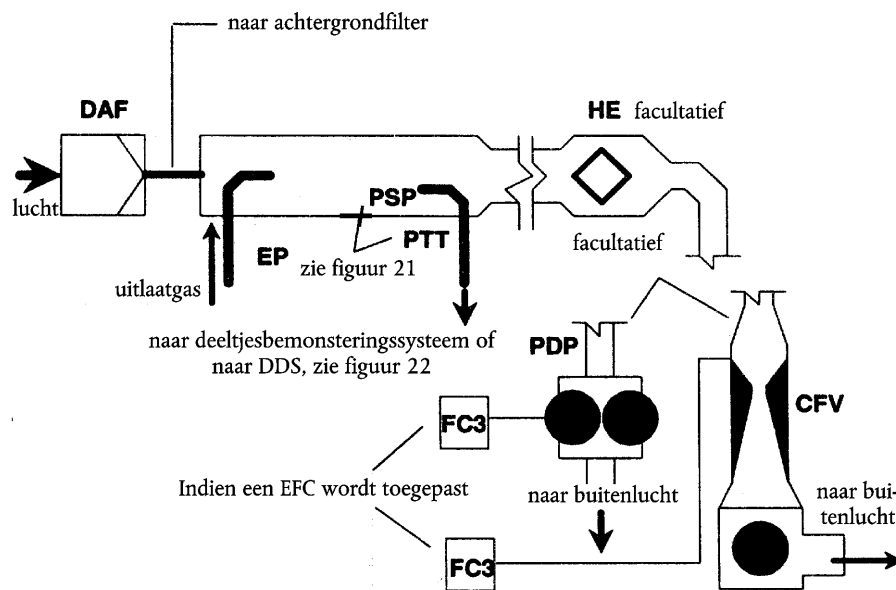 naar achtergrondfilter
DAF
HE facultatief
lucht
PSP
EP
PTT
facultatief
zie figuur 21
uitlaatgas
naar deeltjesbemonsteringssysteem of
naar DDS, zie figuur 22
PDP
CFV
FC3
Indien een EFC wordt toegepast
naar buitenlucht
naar bui-
tenlucht
FC3